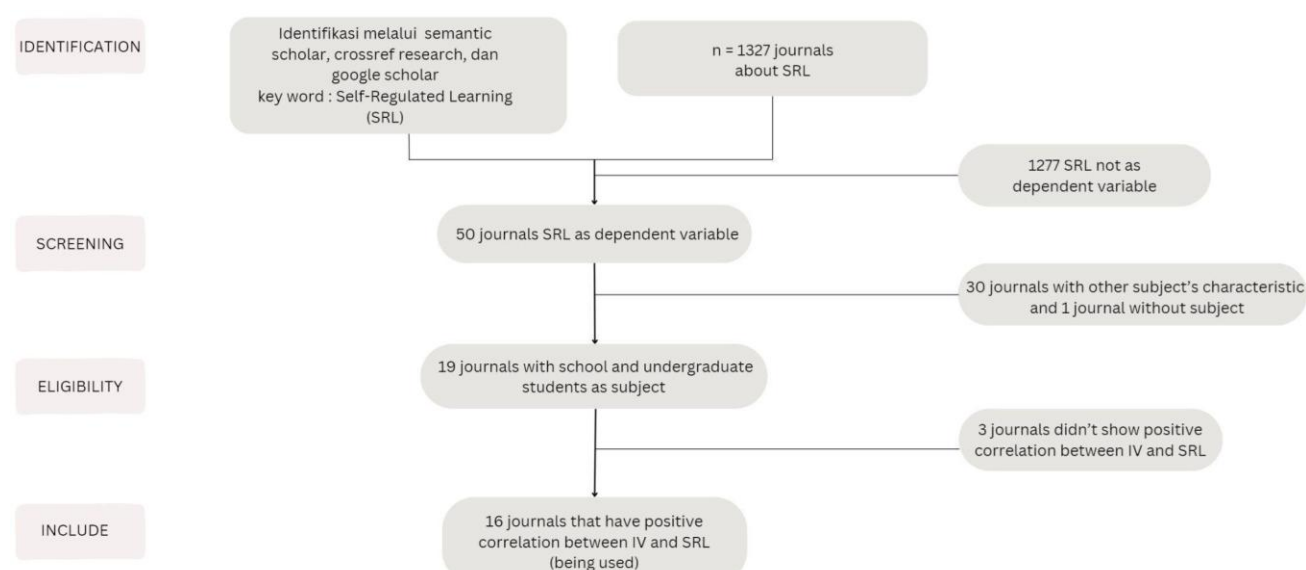 IDENTIFICATION
Identifikasi melalui semantic
scholar, crossref research, dan
google scholar
key word : Self-Regulated Learning
(SRL)
n = 1327 journals
about SRL
1277 SRL not as
dependent variable
SCREENING
50 journals SRL as dependent variable
30 journals with other subject's characteristic
and 1 journal without subject
ELIGIBILITY
19 journals with school and undergraduate
students as subject
3 journals didn't show positive
correlation between IV and SRL
INCLUDE
16 journals that have positive
correlation between IV and SRL
(being used)